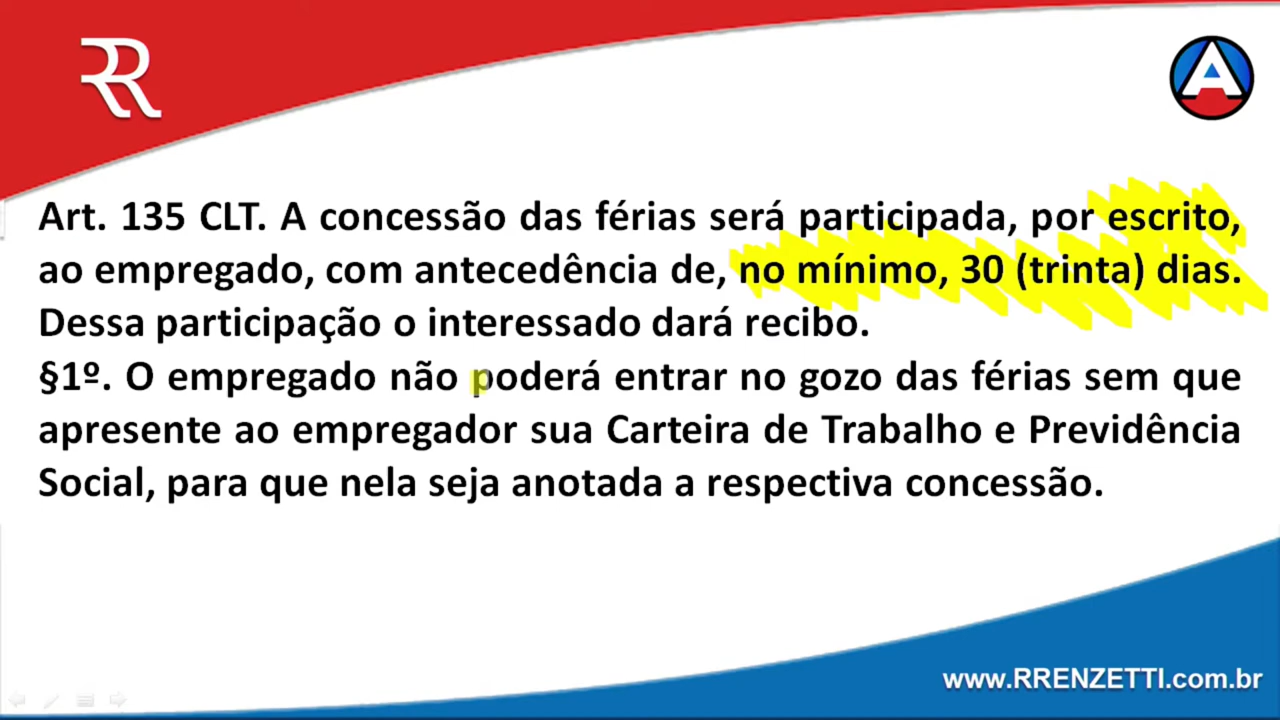 RR
A
Art. 135 CLT. A concessão das férias será participada, por escrito,
ao empregado, com antecedência de, no mínimo, 30 (trinta) dias.
Dessa participação o interessado dará recibo.
§1º. O empregado não poderá entrar no gozo das férias sem que
apresente ao empregador sua Carteira de Trabalho e Previdência
Social, para que nela seja anotada a respectiva concessão.
www.RRENZETTI.com.br